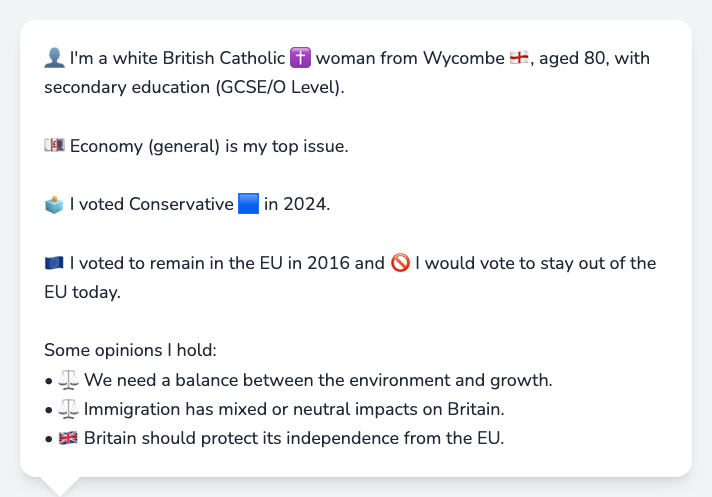 👤 I'm a white British Catholic ✝️ woman from Wycombe 🏴󠁧󠁢󠁥󠁮󠁧󠁿, aged 80, with
secondary education (GCSE/O Level).
💷 Economy (general) is my top issue.
🗳️ I voted Conservative 🟦 in 2024.
🇪🇺 I voted to remain in the EU in 2016 and 🚫 I would vote to stay out of the
EU today.
Some opinions I hold:
• ⚖️ We need a balance between the environment and growth.
• ⚖️ Immigration has mixed or neutral impacts on Britain.
• 🇬🇧 Britain should protect its independence from the EU.